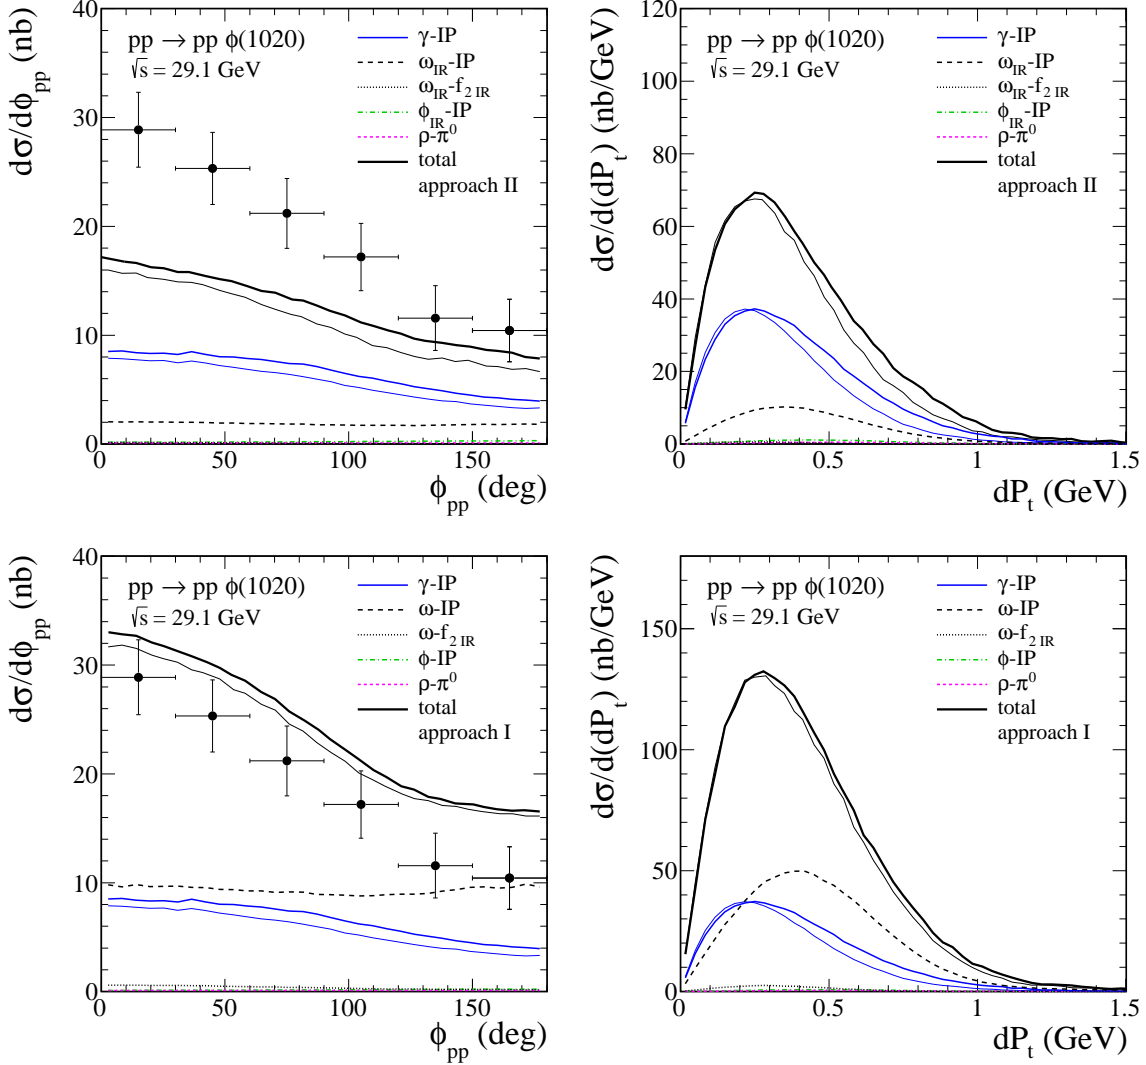 dσ/dϕ_pp (nb)
40
30
20
10
0
pp → pp ϕ(1020)
√s = 29.1 GeV
γ-IP
ω_IR-IP
ω_IR-f_2 IR
ϕ_IR-IP
ρ-π⁰
total
approach II
0
50
100
150
ϕ_pp (deg)
dσ/d(dP_t) (nb/GeV)
120
100
80
60
40
20
0
pp → pp ϕ(1020)
√s = 29.1 GeV
γ-IP
ω_IR-IP
ω_IR-f_2 IR
ϕ_IR-IP
ρ-π⁰
total
approach II
0
0.5
1
1.5
dP_t (GeV)
dσ/dϕ_pp (nb)
40
30
20
10
0
pp → pp ϕ(1020)
√s = 29.1 GeV
γ-IP
ω-IP
ω-f_2 IR
ϕ-IP
ρ-π⁰
total
approach I
0
50
100
150
ϕ_pp (deg)
dσ/d(dP_t) (nb/GeV)
150
100
50
0
pp → pp ϕ(1020)
√s = 29.1 GeV
γ-IP
ω-IP
ω-f_2 IR
ϕ-IP
ρ-π⁰
total
approach I
0
0.5
1
1.5
dP_t (GeV)